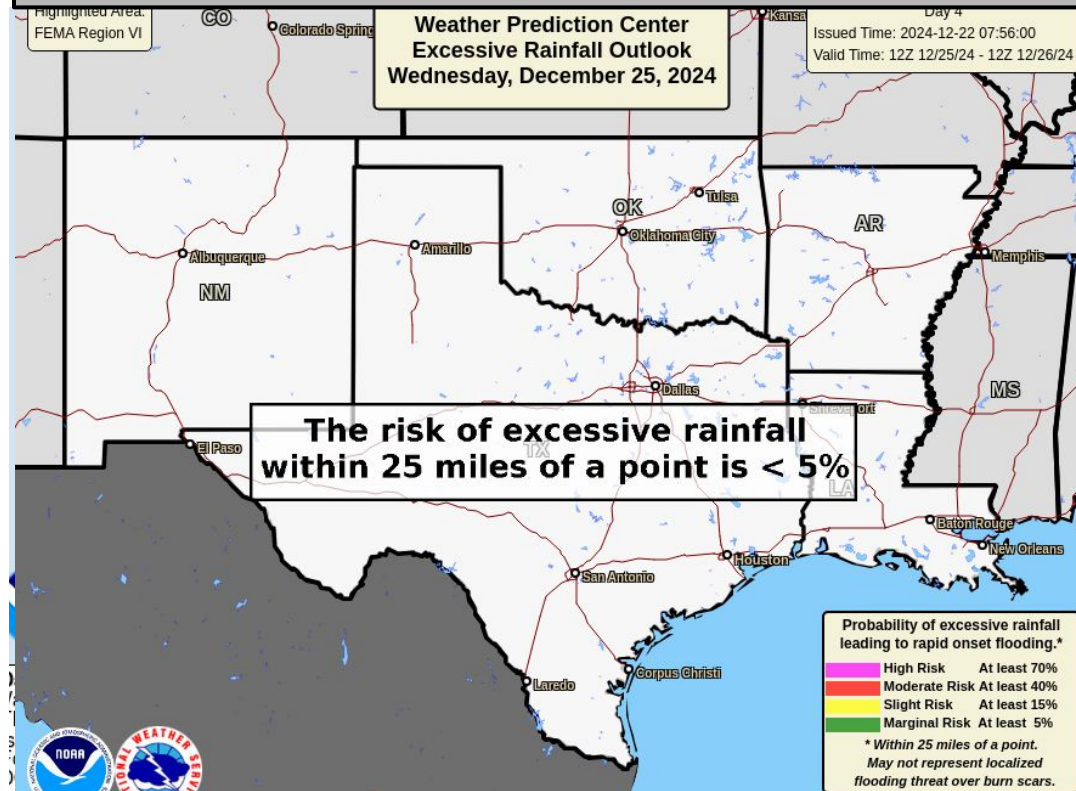 Highlighted Area:
FEMA Region VI
Weather Prediction Center
Excessive Rainfall Outlook
Wednesday, December 25, 2024
Day 4
Issued Time: 2024-12-22 07:56:00
Valid Time: 12Z 12/25/24 - 12Z 12/26/24
CO
Colorado Spring
Kansa
Tulsa
OK
Oklahoma City
AR
Amarillo
Albuquerque
Memphis
NM
Dallas
MS
Shreveport
The risk of excessive rainfall
within 25 miles of a point is < 5%
El Paso
TX
LA
Baton Rouge
New Orleans
Houston
San Antonio
Corpus Christi
Laredo
Probability of excessive rainfall
leading to rapid onset flooding.*
High Risk At least 70%
Moderate Risk At least 40%
Slight Risk At least 15%
Marginal Risk At least 5%
* Within 25 miles of a point.
May not represent localized
flooding threat over burn scars.
NOAA
WEATHER SERV